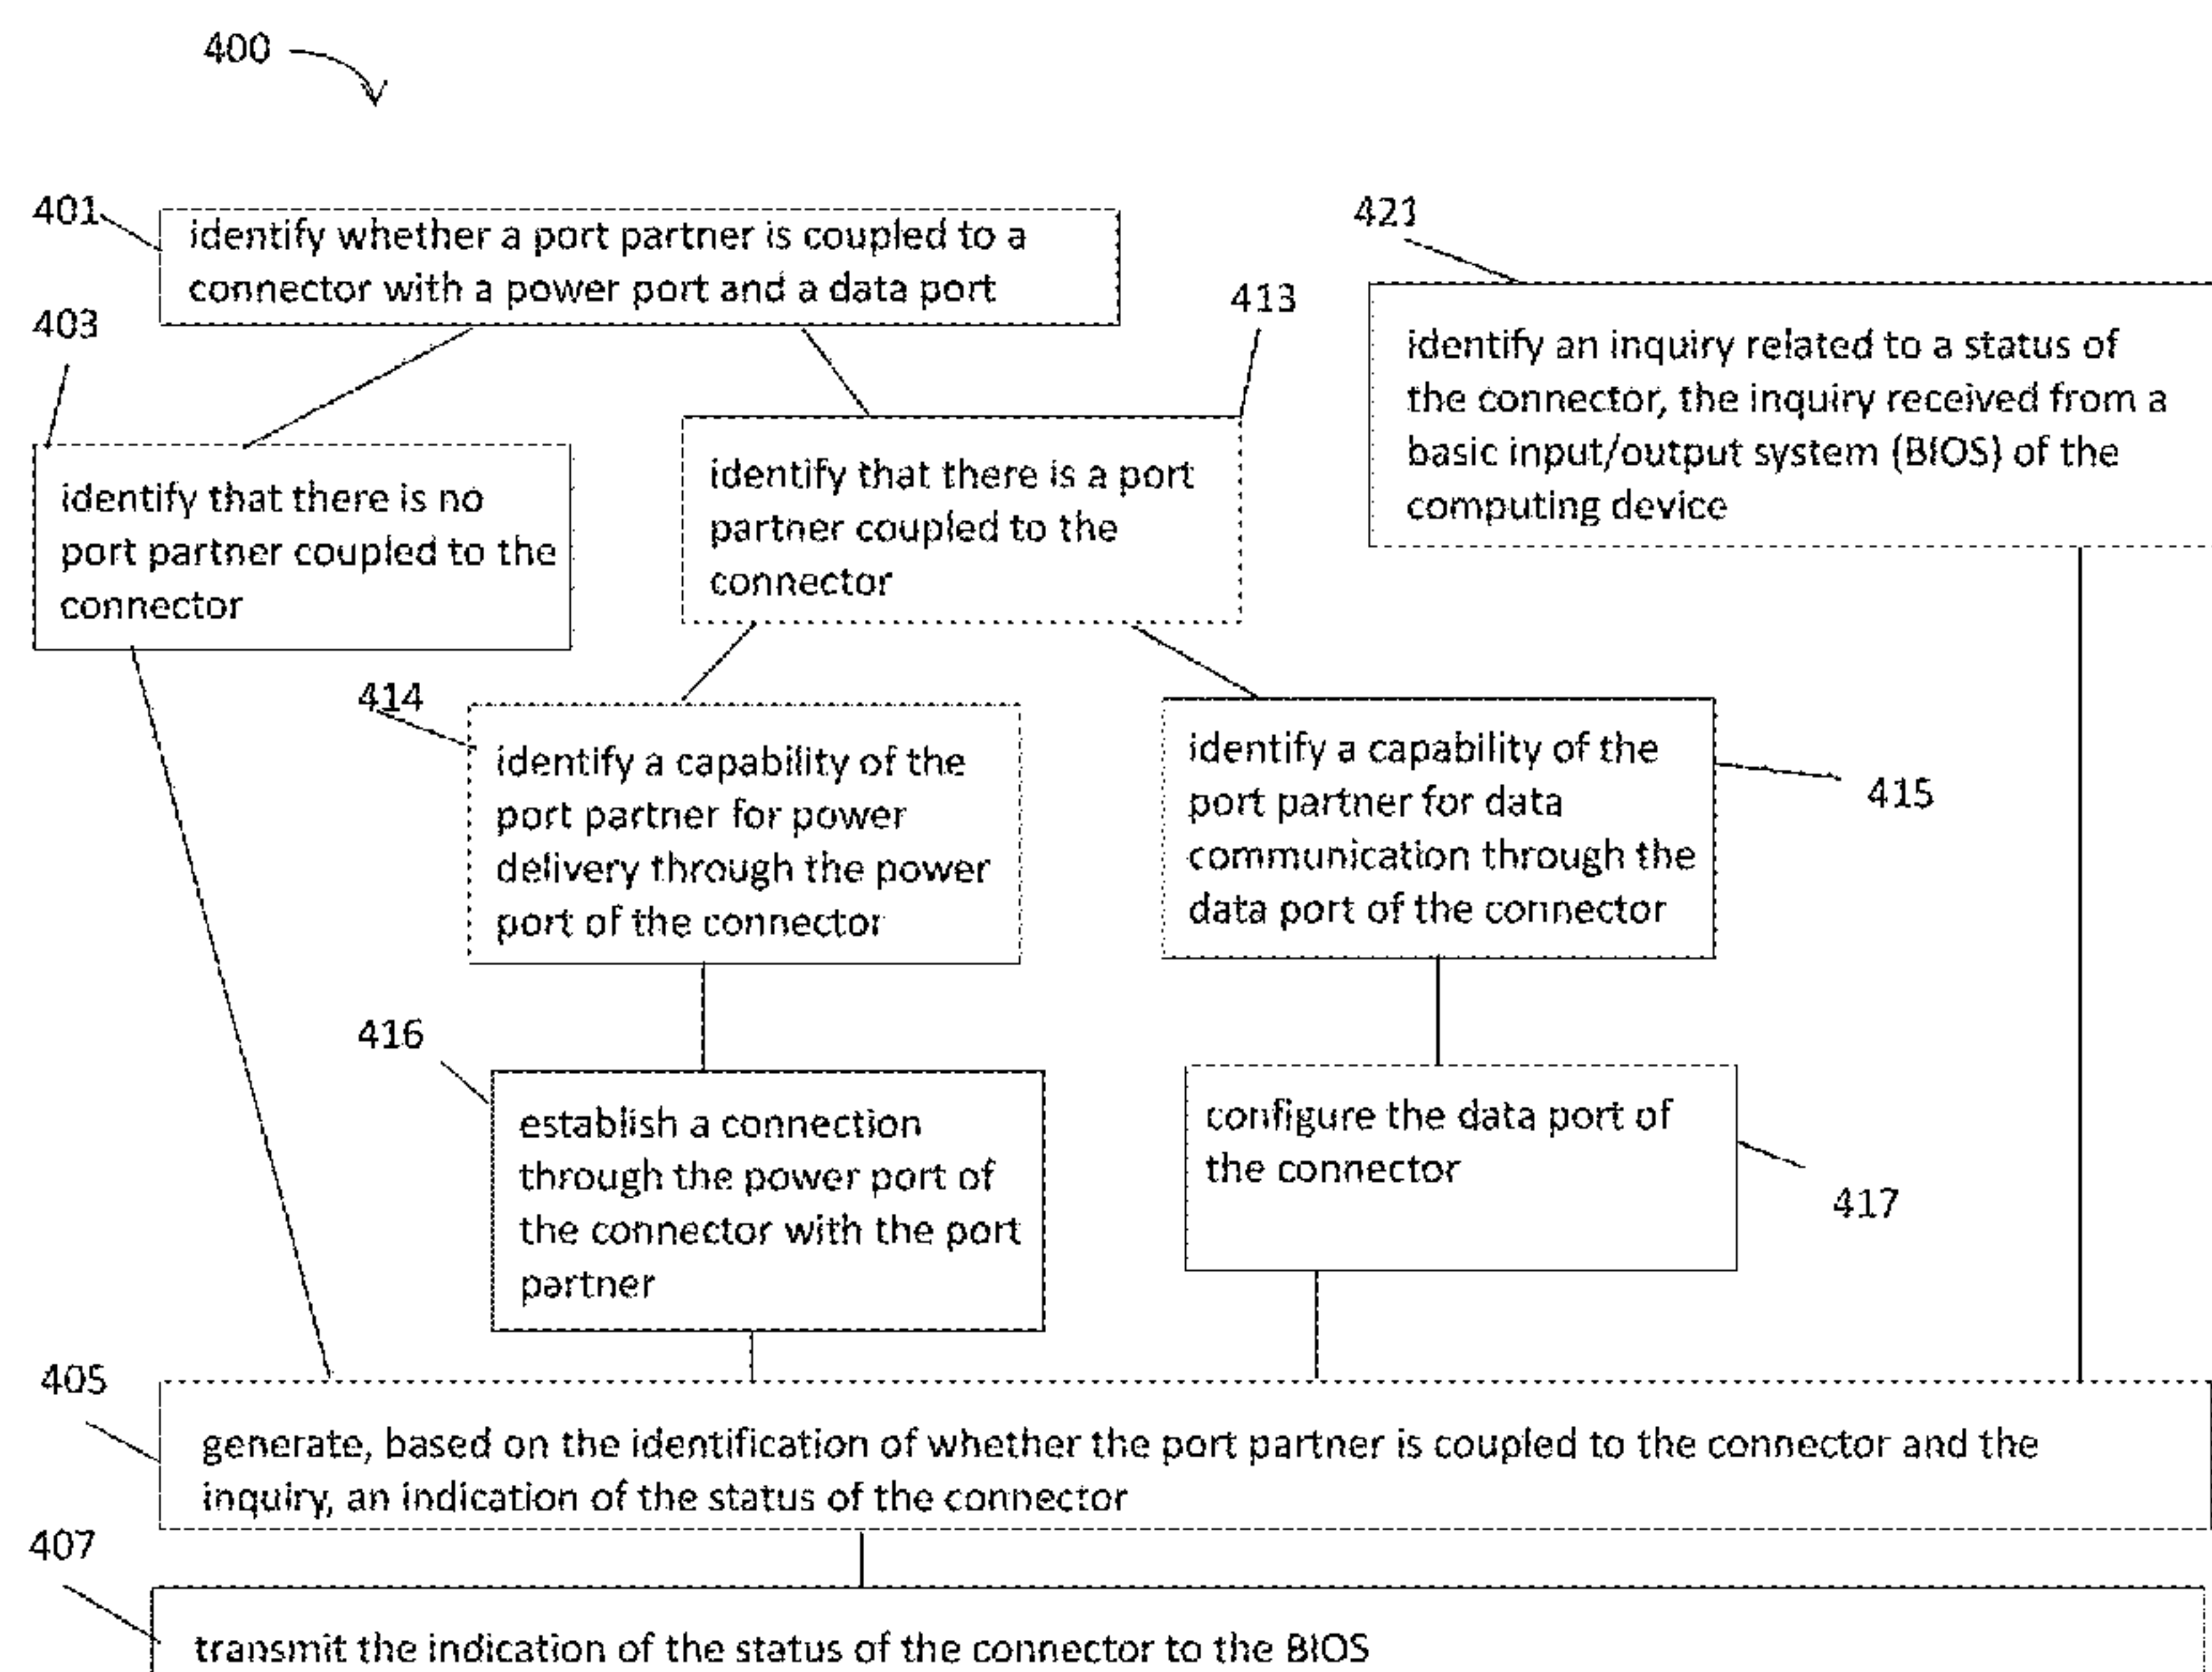 400
401
identify whether a port partner is coupled to a
connector with a power port and a data port
421
identify an inquiry related to a status of
the connector, the inquiry received from a
basic input/output system (BIOS) of the
computing device
403
identify that there is no
port partner coupled to the
connector
413
identify that there is a port
partner coupled to the
connector
414
identify a capability of the
port partner for power
delivery through the power
port of the connector
415
identify a capability of the
port partner for data
communication through the
data port of the connector
416
establish a connection
through the power port of
the connector with the port
partner
417
configure the data port of
the connector
405
generate, based on the identification of whether the port partner is coupled to the connector and the
inquiry, an indication of the status of the connector
407
transmit the indication of the status of the connector to the BIOS